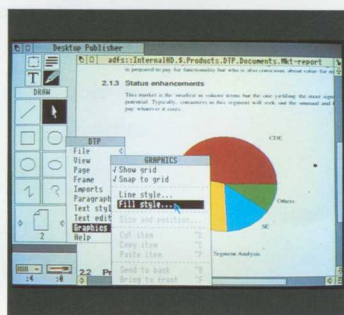 Desktop Publisher
adfs::InternalHD.$.Products.DTP.Documents.Mkt-report
is prepared to pay for functionality but who is also conscious about value for
2.1.3 Status enhancements
This market is the smallest in volume terms but the one yielding the most
potential. Typically, consumers in this segment will seek out the unusual and
pay whatever it costs.
DRAW
DTP
File
View
Page
Frame
Imports
Paragraph
Text styl
Text edit
Graphics
Help
GRAPHICS
Show grid
Snap to grid
Line style...
Fill style...
Size and position...
Cut item
Copy item
Paste item
Send to back
Bring to front
CDE
Others
SE
Segment Analysis
2
2.2 Pr
:4 :0